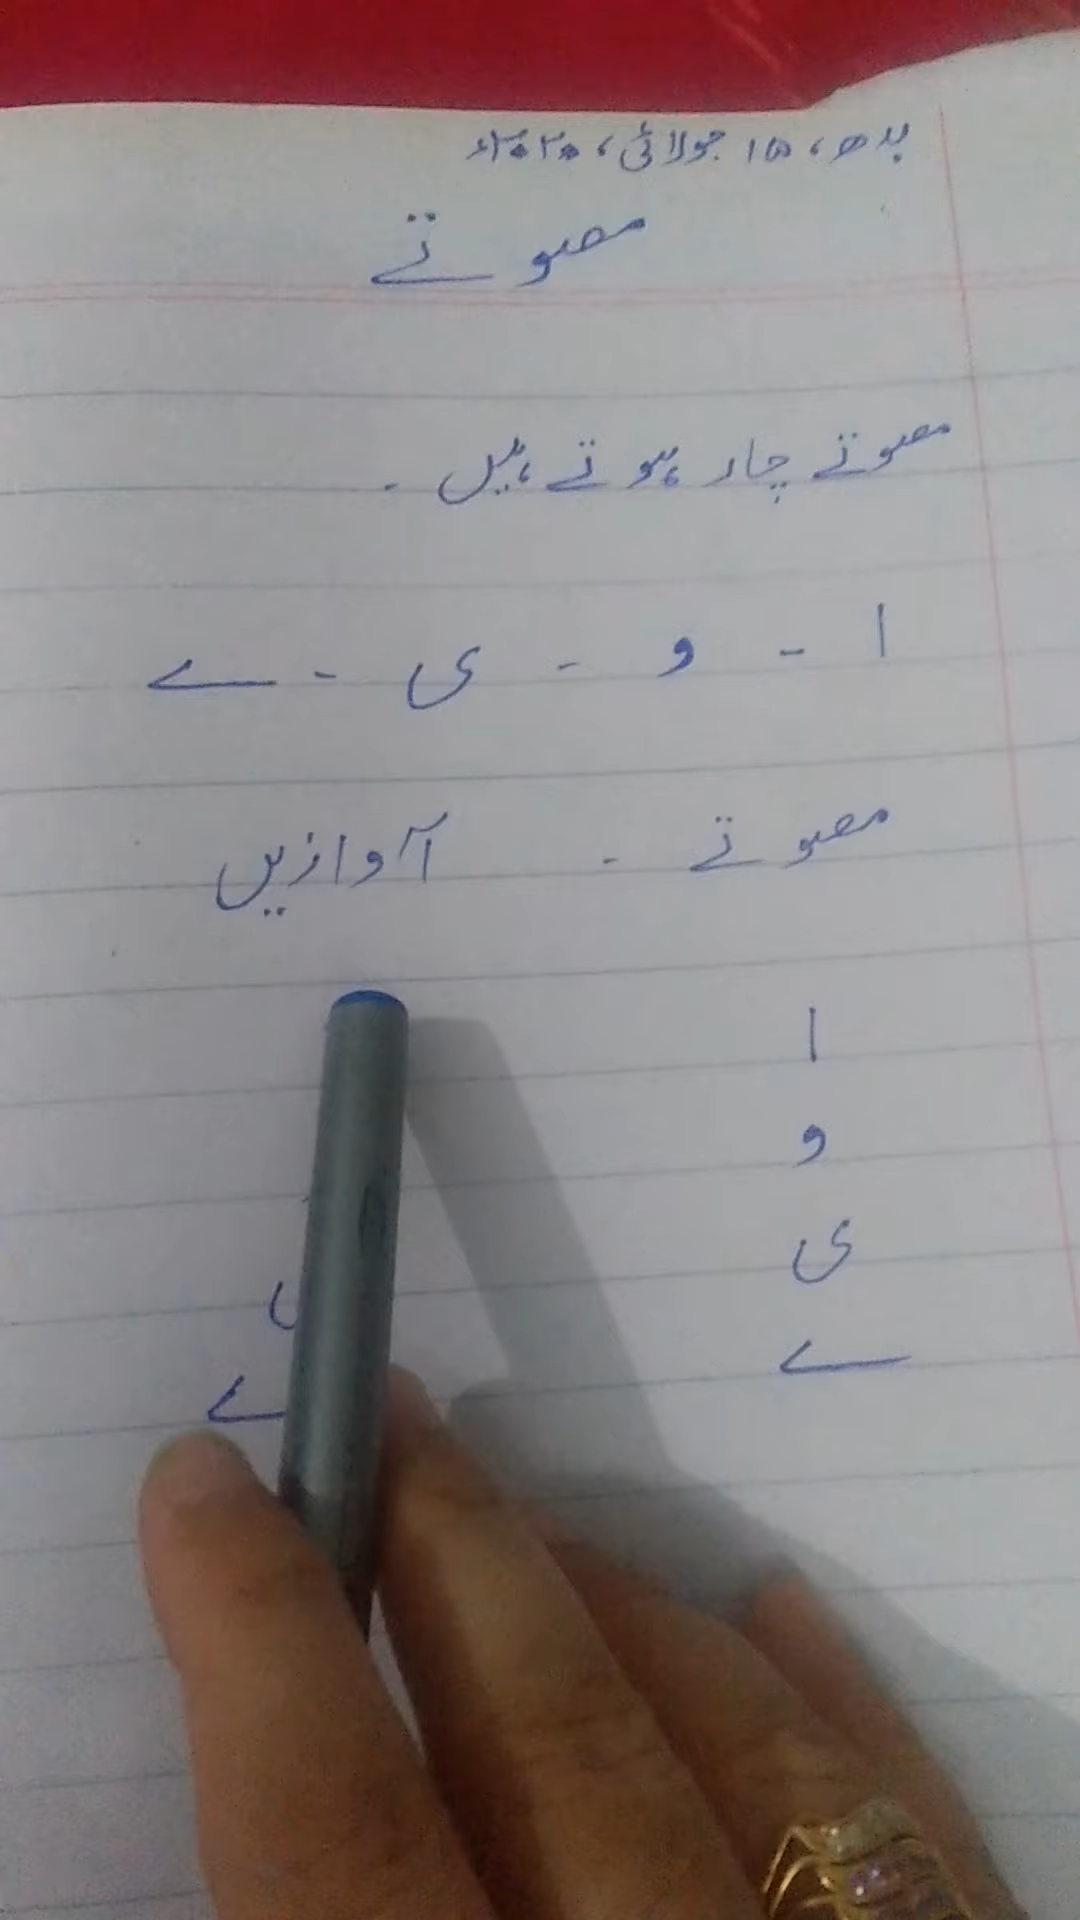 بدھ، ۱۵ جولائی، ۲۰۲۰ء
مصوتے
مصوتے چار ہوتے ہیں ۔
ا - و - ی - ے
مصوتے - آوازیں
ا
و
ی
ے